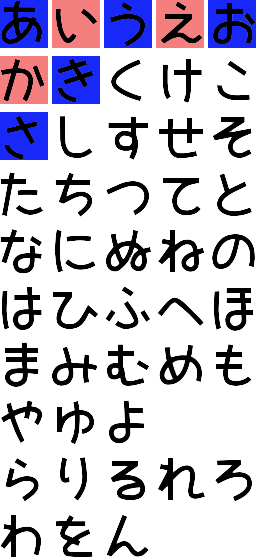 あいうえお
かきくけこ
さしすせそ
たちつてと
なにぬねの
はひふへほ
まみむめも
やゆよ
らりるれろ
わをん